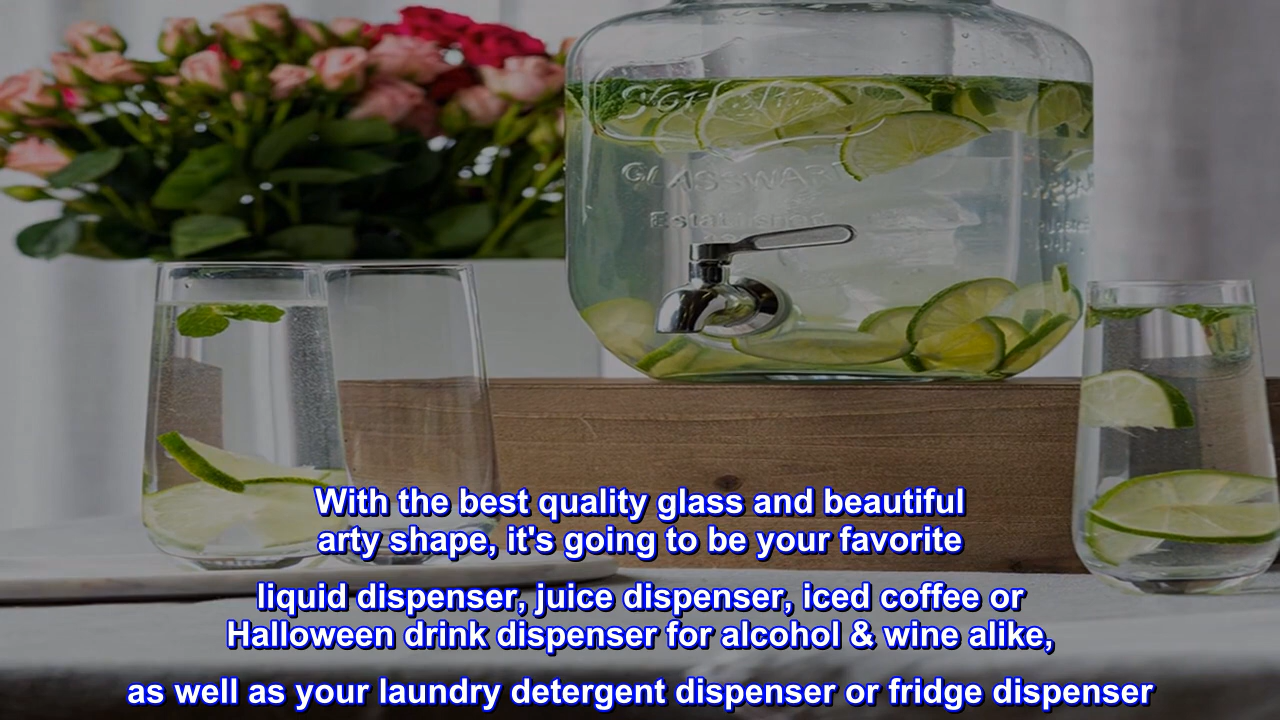 GLASSWAR
Established
With the best quality glass and beautiful
arty shape, it's going to be your favorite
liquid dispenser, juice dispenser, iced coffee or
Halloween drink dispenser for alcohol & wine alike,
as well as your laundry detergent dispenser or fridge dispenser